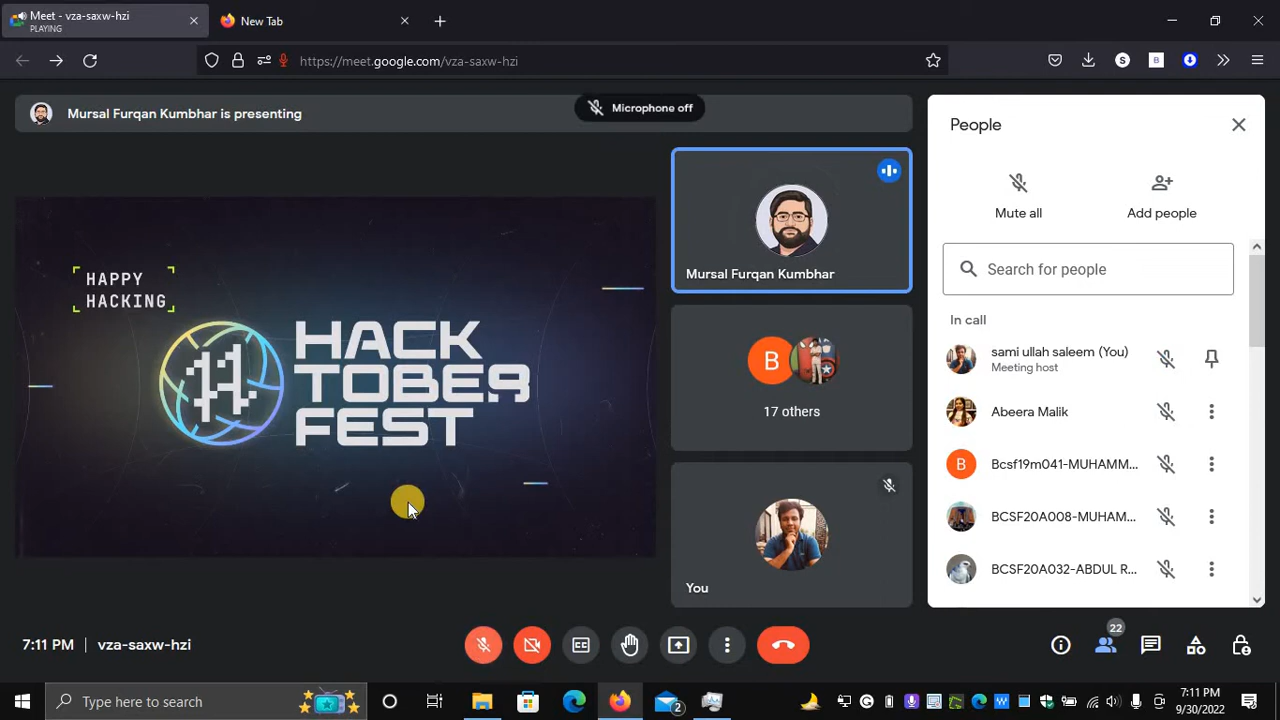 Meet - vza-saxw-hzi
PLAYING
New Tab
https://meet.google.com/vza-saxw-hzi
S
B
Mursal Furqan Kumbhar is presenting
Microphone off
People
Mute all
Add people
HAPPY
HACKING
HACK
TOBER
FEST
Mursal Furqan Kumbhar
Search for people
In call
sami ullah saleem (You)
Meeting host
B
17 others
Abeera Malik
B
Bcsf19m041-MUHAMM...
BCSF20A008-MUHAM...
BCSF20A032-ABDUL R...
You
7:11 PM | vza-saxw-hzi
CC
22
Type here to search
2
7:11 PM
9/30/2022